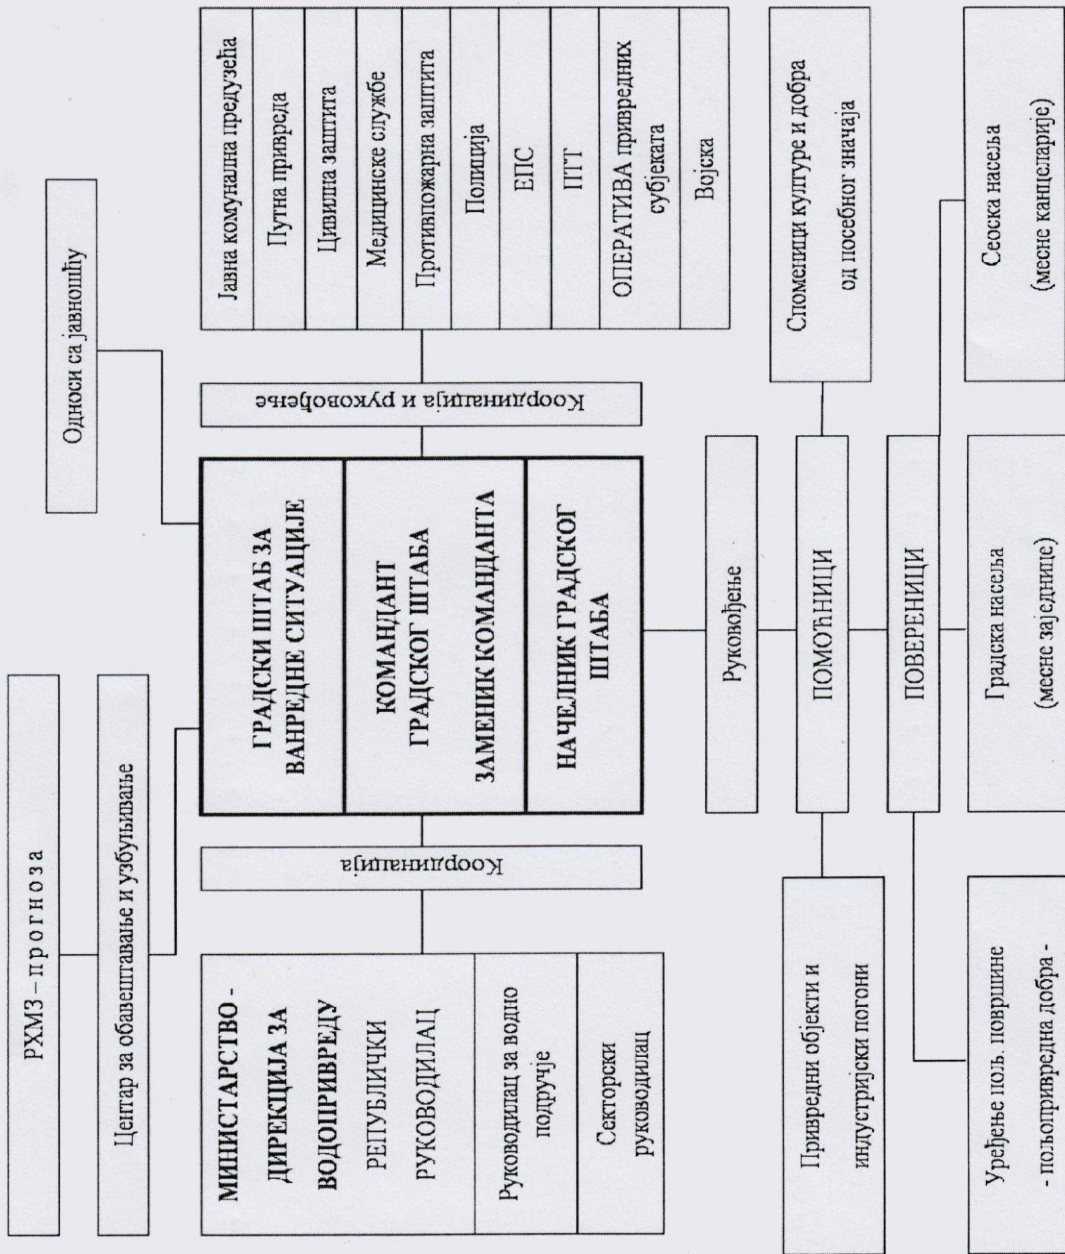 РХМЗ – прогноза
Центар за обавештавање и узбуњивање
Односи са јавношћу
МИНИСТАРСТВО -
ДИРЕКЦИЈА ЗА
ВОДОПРИВРЕДУ
РЕПУБЛИЧКИ
РУКОВОДИЛАЦ
Руководилац за водно
подручје
Секторски
руководилац
Координација
ГРАДСКИ ШТАБ ЗА
ВАНРЕДНЕ СИТУАЦИЈЕ
КОМАНДАНТ
ГРАДСКОГ ШТАБА
ЗАМЕНИК КОМАНДАНТА
НАЧЕЛНИК ГРАДСКОГ
ШТАБА
Координација и руковођење
Јавна комунална предузећа
Путна привреда
Цивилна заштита
Медицинске службе
Противпожарна заштита
Полиција
ЕПС
ПТТ
ОПЕРАТИВА привредних
субјеката
Војска
Руковођење
Привредни објекти и
индустријски погони
ПОМОЋНИЦИ
Споменици културе и добра
од посебног значаја
ПОВЕРЕНИЦИ
Уређење пољ. површине
- пољопривредна добра -
Градска насеља
(месне заједнице)
Сеоска насеља
(месне канцеларије)